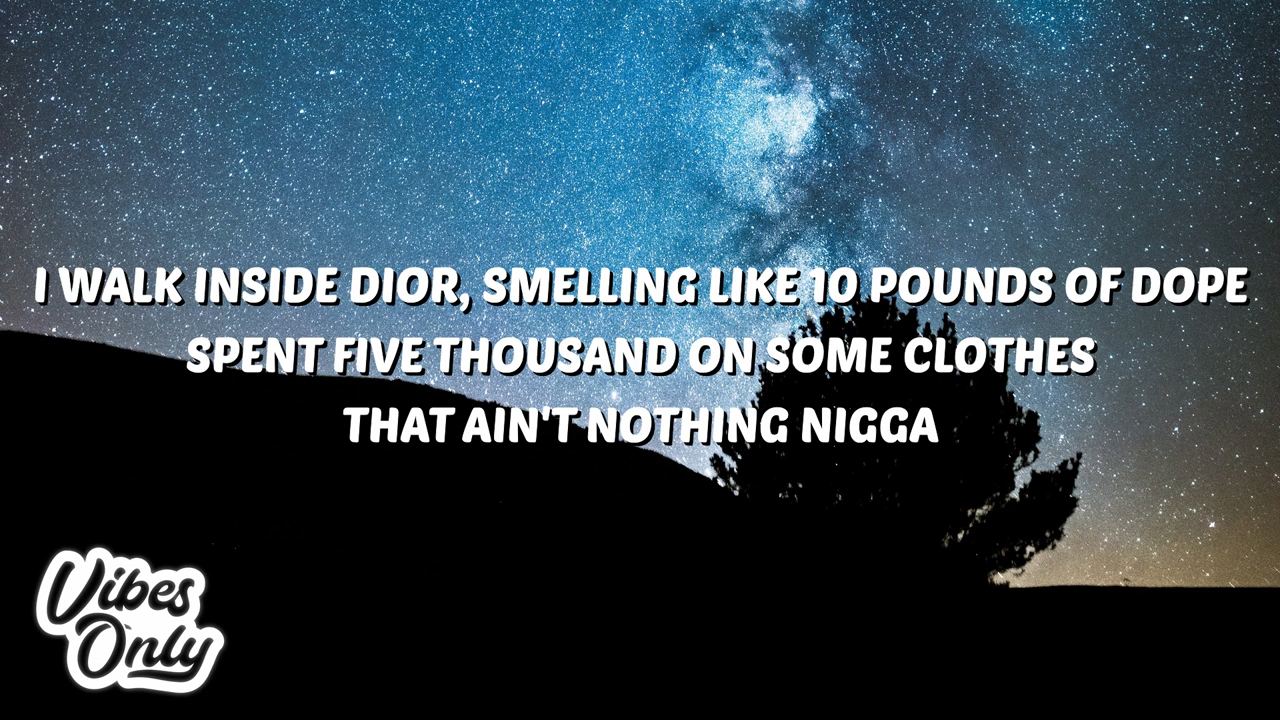 I WALK INSIDE DIOR, SMELLING LIKE 10 POUNDS OF DOPE
SPENT FIVE THOUSAND ON SOME CLOTHES
THAT AIN'T NOTHING NIGGA
Vibes
Only